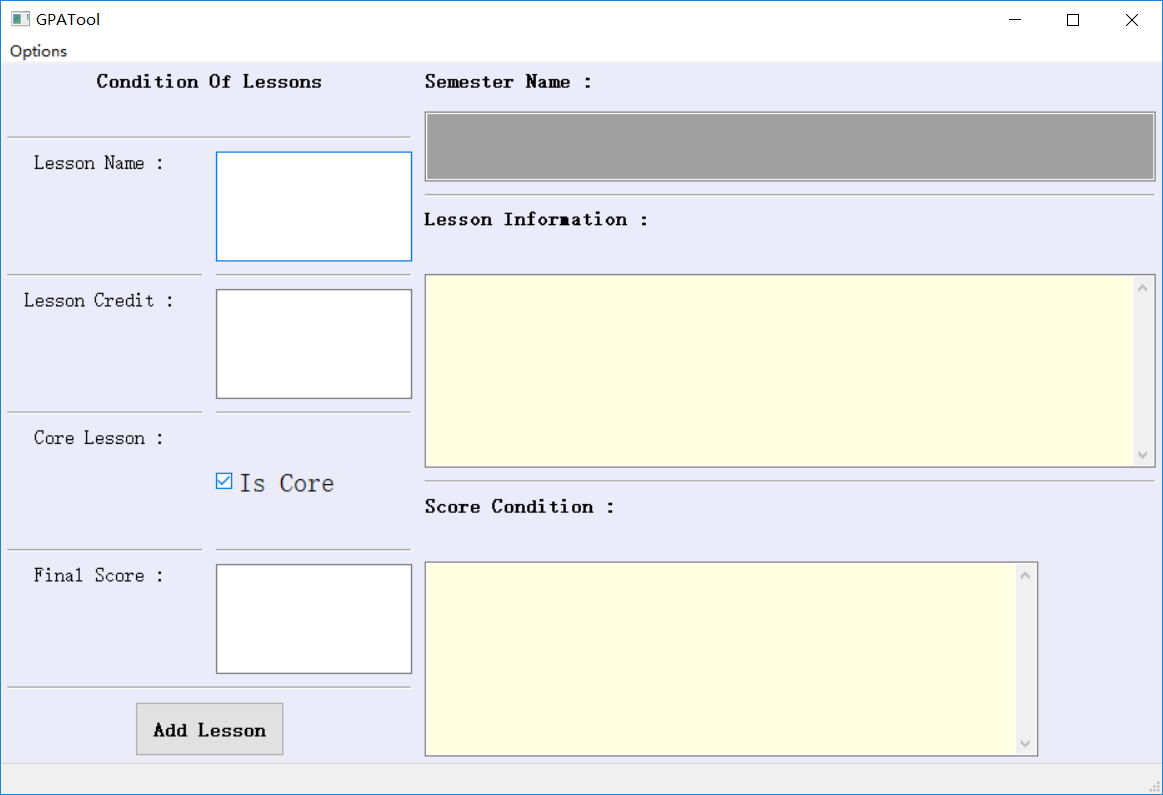 GPATool
Options
Condition Of Lessons
Lesson Name :
Lesson Credit :
Core Lesson :
Is Core
Final Score :
Add Lesson
Semester Name :
Lesson Information :
Score Condition :